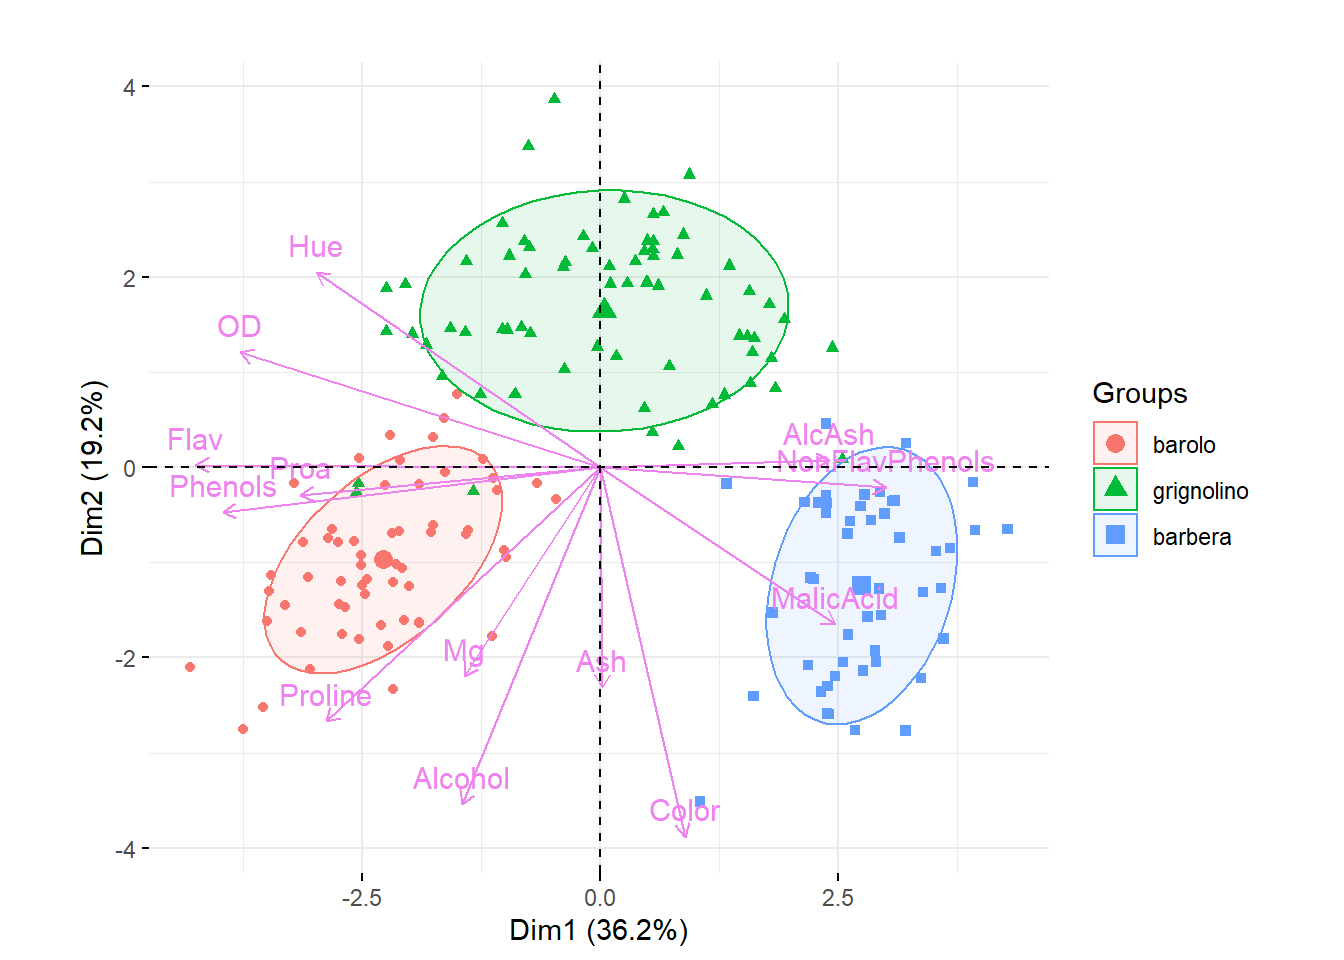 4
2
0
-2
-4
-2.5
0.0
2.5
Dim1 (36.2%)
Dim2 (19.2%)
Hue
OD
Flav
Proa
Phenols
AlcAsh
NonFlavPhenols
MalicAcid
Mg
Ash
Proline
Alcohol
Color
Groups
barolo
grignolino
barbera